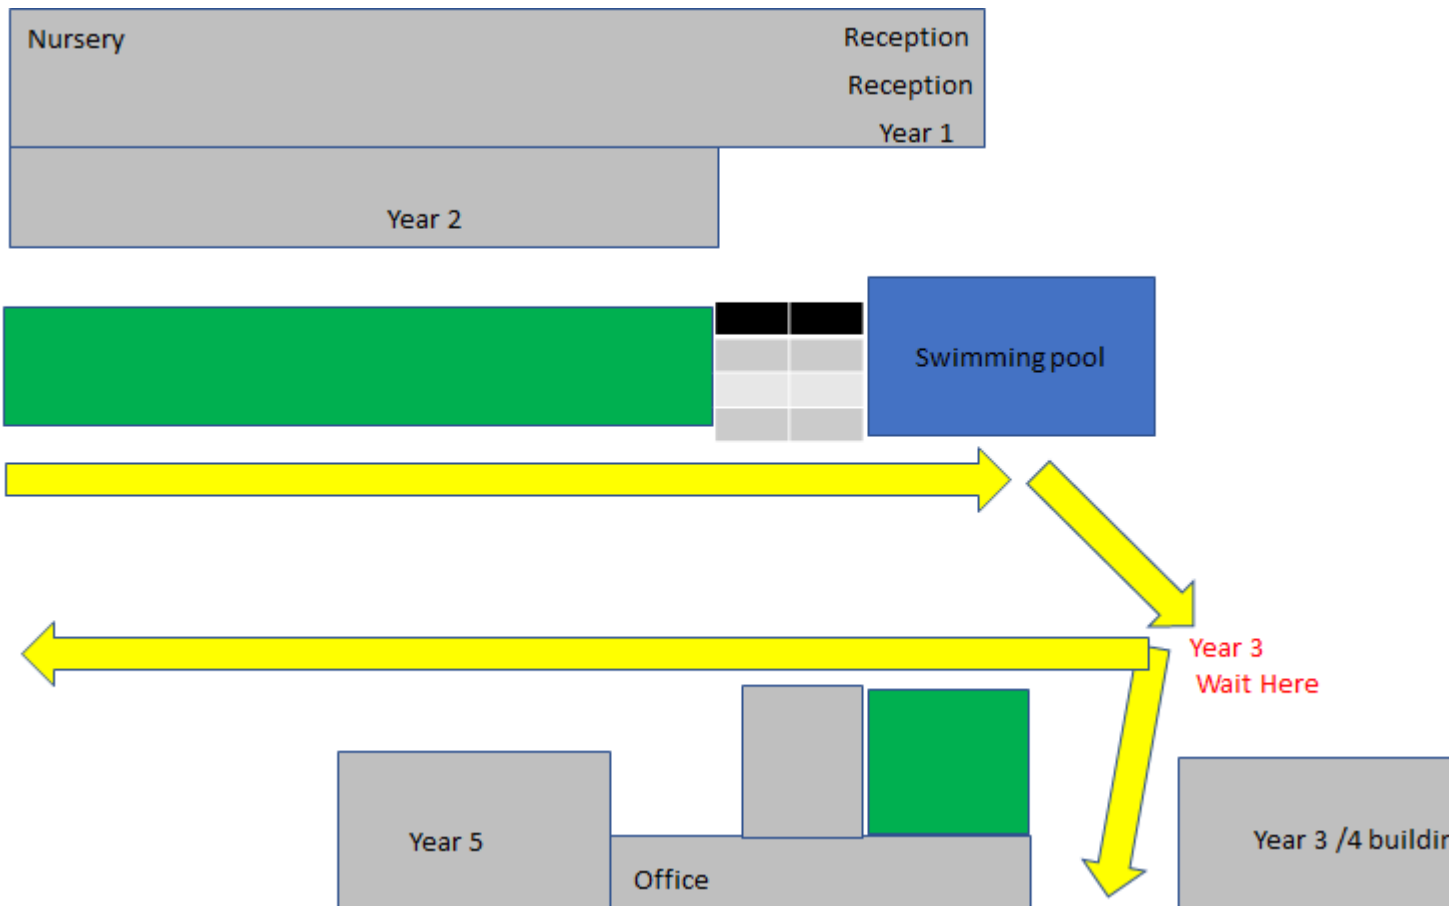 Nursery
Reception
Reception
Year 1
Year 2
Swimming pool
Year 3
Wait Here
Year 5
Office
Year 3 /4 buildin